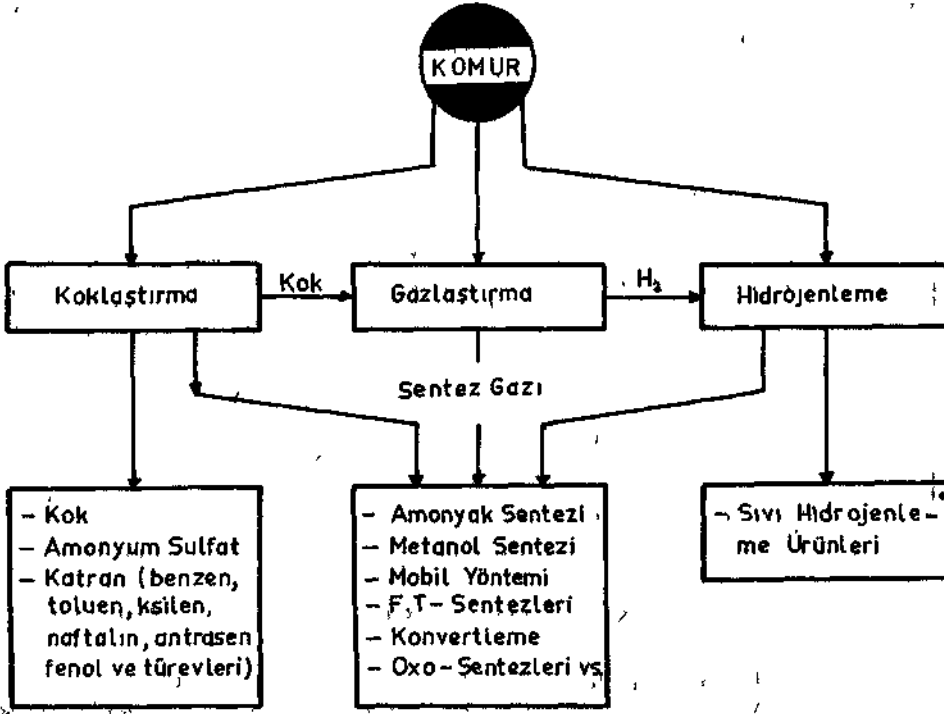 KÖMÜR
Koklaştırma
Kok
Gazlaştırma
H₂
Hidrojenleme
Sentez Gazı
– Kok
– Amonyum Sulfat
– Katran (benzen,
toluen, ksilen,
naftalin, antrasen
fenol ve türevleri)
– Amonyak Sentezi
– Metanol Sentezi
– Mobil Yöntemi
– F,T– Sentezleri
– Konvertleme
– Oxo–Sentezleri vs.
– Sıvı Hidrojenle–
me Ürünleri